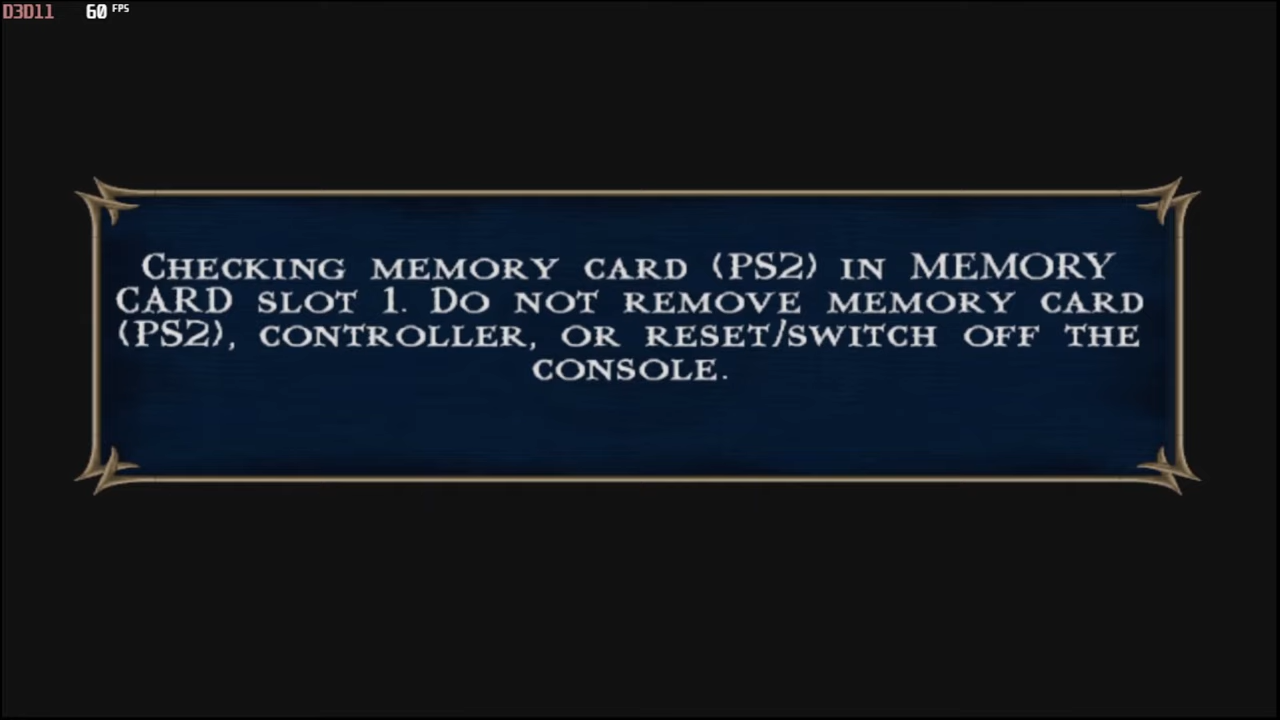 D3D11 60 FPS
Checking memory card (PS2) in MEMORY
CARD slot 1. Do not remove memory card
(PS2), controller, or reset/switch off the
console.